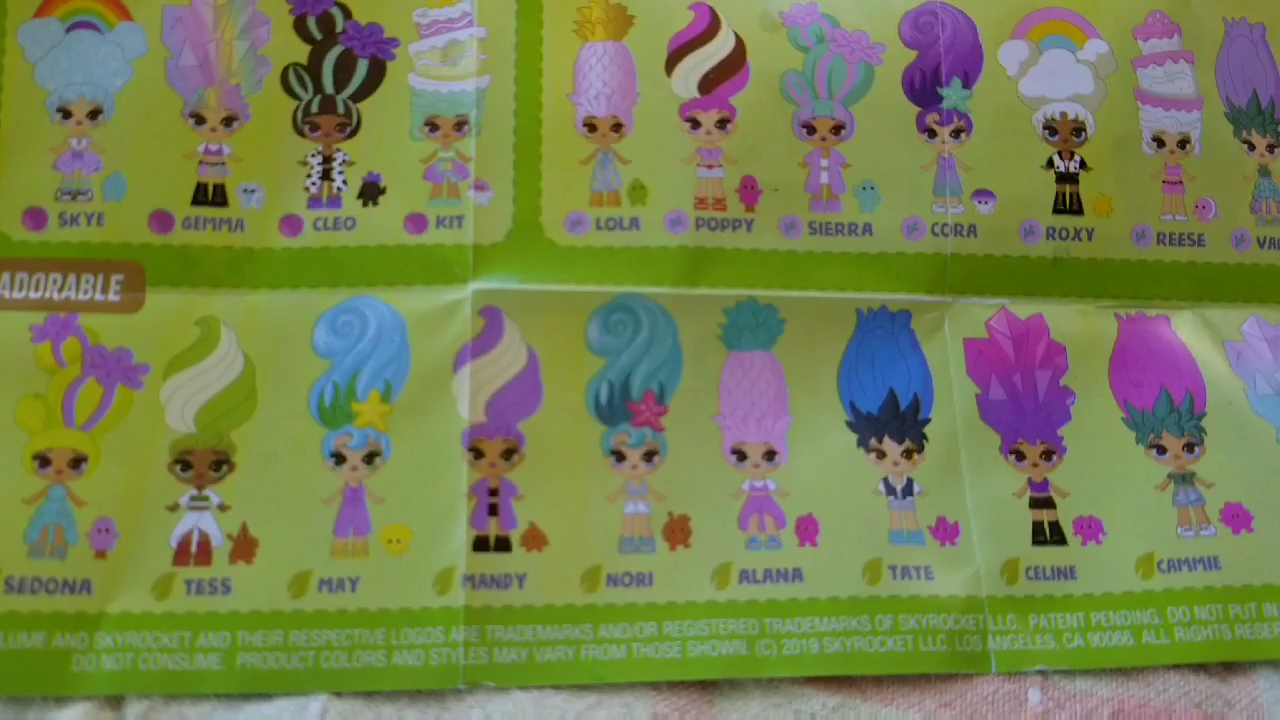 SKYE GEMMA CLEO KIT LOLA POPPY SIERRA CORA ROXY REESE
ADORABLE
SEDONA TESS MAY MANDY NORI ALANA TATE CELINE CAMMIE
LUME AND SKYROCKET AND THEIR RESPECTIVE LOGOS ARE TRADEMARKS AND/OR REGISTERED TRADEMARKS OF SKYROCKET LLC. PATENT PENDING. DO NOT PUT IN
DO NOT CONSUME. PRODUCT COLORS AND STYLES MAY VARY FROM THOSE SHOWN. (C) 2019 SKYROCKET LLC, LOS ANGELES, CA 90066. ALL RIGHTS RESER